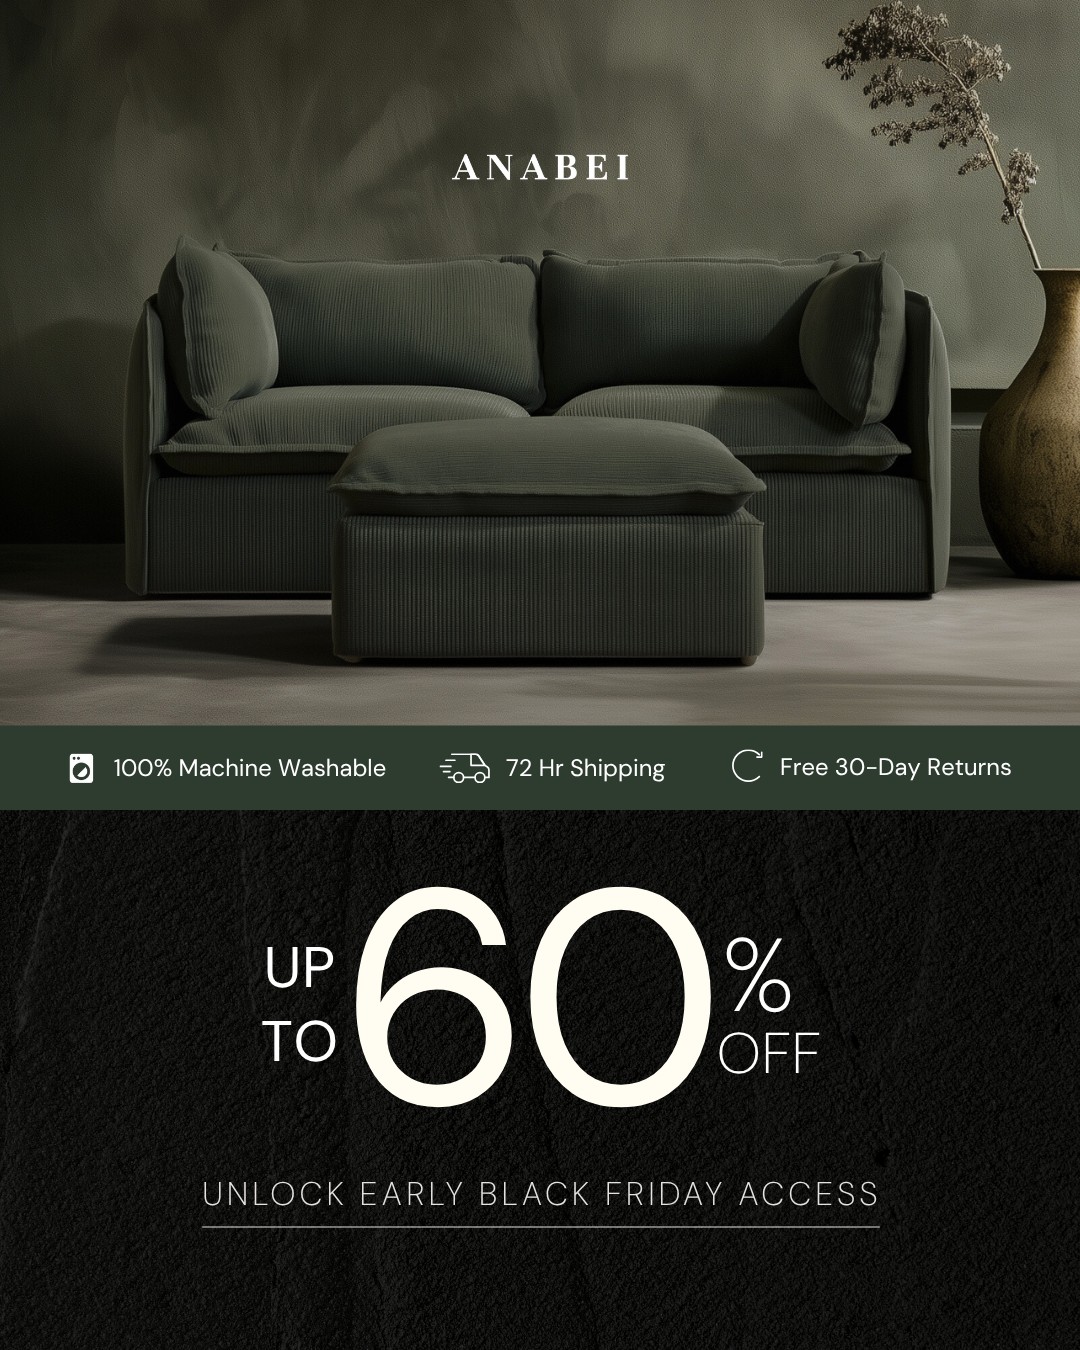 ANABEI
100% Machine Washable
72 Hr Shipping
Free 30-Day Returns
UP
TO
60
%
OFF
UNLOCK EARLY BLACK FRIDAY ACCESS